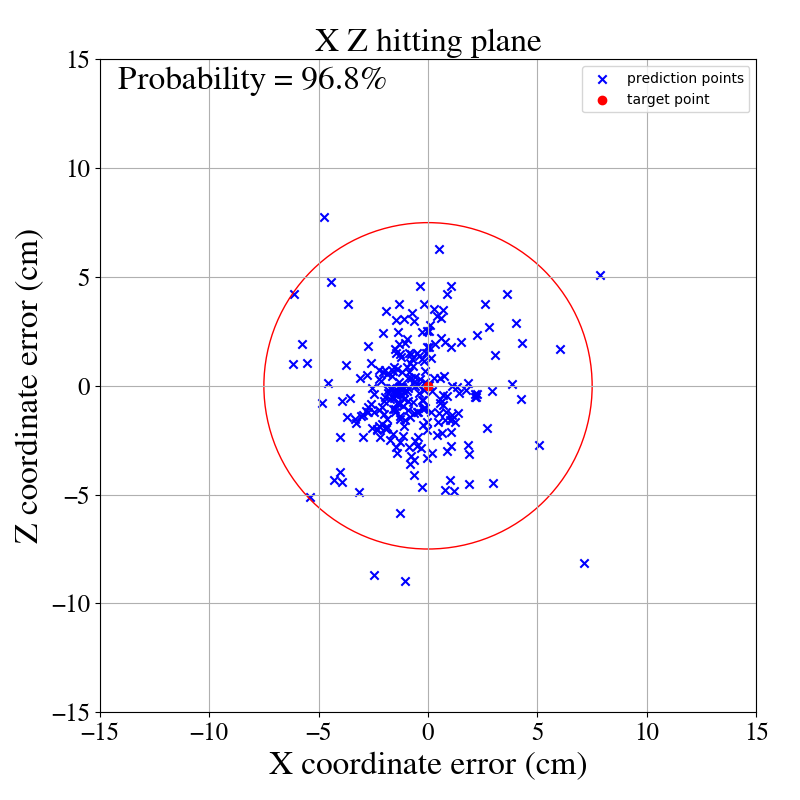 X Z hitting plane
Probability = 96.8%
prediction points
target point
15
10
5
0
−5
−10
−15
Z coordinate error (cm)
−15 −10 −5 0 5 10 15
X coordinate error (cm)